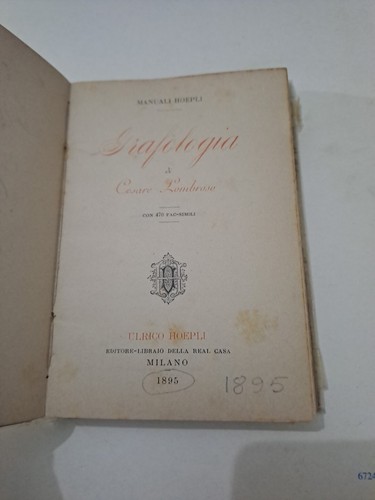 MANUALI HOEPLI
Grafologia
di
Cesare Lombroso
CON 470 FAC-SIMILI
ULRICO HOEPLI
EDITORE-LIBRAIO DELLA REAL CASA
MILANO
1895
1895
6724